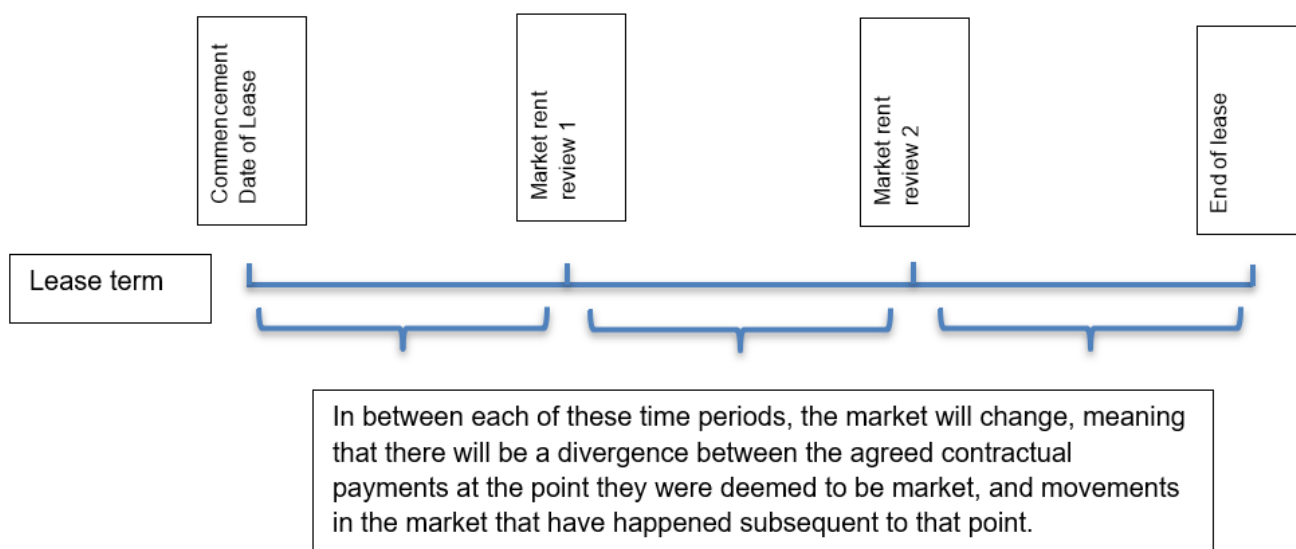 Commencement
Date of Lease
Market rent
review 1
Market rent
review 2
End of lease
Lease term
In between each of these time periods, the market will change, meaning
that there will be a divergence between the agreed contractual
payments at the point they were deemed to be market, and movements
in the market that have happened subsequent to that point.